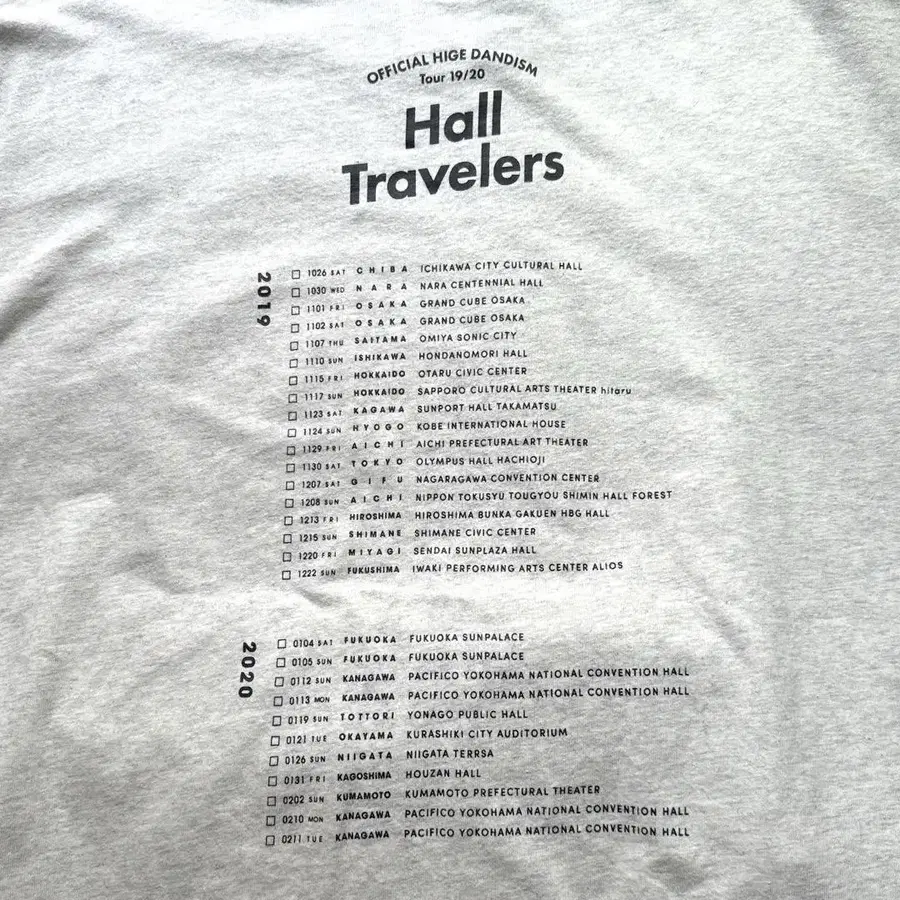 OFFICIAL HIGE DANDISM
Tour 19/20
Hall
Travelers
2019
1026 SAT CHIBA ICHIKAWA CITY CULTURAL HALL
1030 WED NARA NARA CENTENNIAL HALL
1101 FRI OSAKA GRAND CUBE OSAKA
1102 SAT OSAKA GRAND CUBE OSAKA
1107 THU SAITAMA OMIYA SONIC CITY
1110 SUN ISHIKAWA HONDANOMORI HALL
1115 FRI HOKKAIDO OTARU CIVIC CENTER
1117 SUN HOKKAIDO SAPPORO CULTURAL ARTS THEATER hitaru
1123 SAT KAGAWA SUNPORT HALL TAKAMATSU
1124 SUN HYOGO KOBE INTERNATIONAL HOUSE
1129 FRI AICHI AICHI PREFECTURAL ART THEATER
1130 SAT TOKYO OLYMPUS HALL HACHIOJI
1207 SAT GIFU NAGARAGAWA CONVENTION CENTER
1208 SUN AICHI NIPPON TOKUSYU TOUGYOU SHIMIN HALL FOREST
1213 FRI HIROSHIMA HIROSHIMA BUNKA GAKUEN HBG HALL
1215 SUN SHIMANE SHIMANE CIVIC CENTER
1220 FRI MIYAGI SENDAI SUNPLAZA HALL
1222 SUN FUKUSHIMA IWAKI PERFORMING ARTS CENTER ALIOS
2020
0104 SAT FUKUOKA FUKUOKA SUNPALACE
0105 SUN FUKUOKA FUKUOKA SUNPALACE
0112 SUN KANAGAWA PACIFICO YOKOHAMA NATIONAL CONVENTION HALL
0113 MON KANAGAWA PACIFICO YOKOHAMA NATIONAL CONVENTION HALL
0119 SUN TOTTORI YONAGO PUBLIC HALL
0121 TUE OKAYAMA KURASHIKI CITY AUDITORIUM
0126 SUN NIIGATA NIIGATA TERRSA
0131 FRI KAGOSHIMA HOUZAN HALL
0202 SUN KUMAMOTO KUMAMOTO PREFECTURAL THEATER
0210 MON KANAGAWA PACIFICO YOKOHAMA NATIONAL CONVENTION HALL
0211 TUE KANAGAWA PACIFICO YOKOHAMA NATIONAL CONVENTION HALL